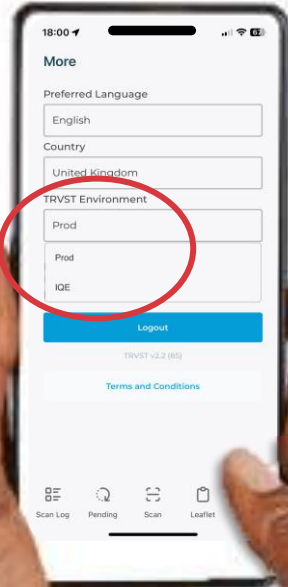 18:00
More
Preferred Language
English
Country
United Kingdom
TRVST Environment
Prod
Prod
IQE
Logout
TRVST v2.2 (85)
Terms and Conditions
Scan Log Pending Scan Leaflet